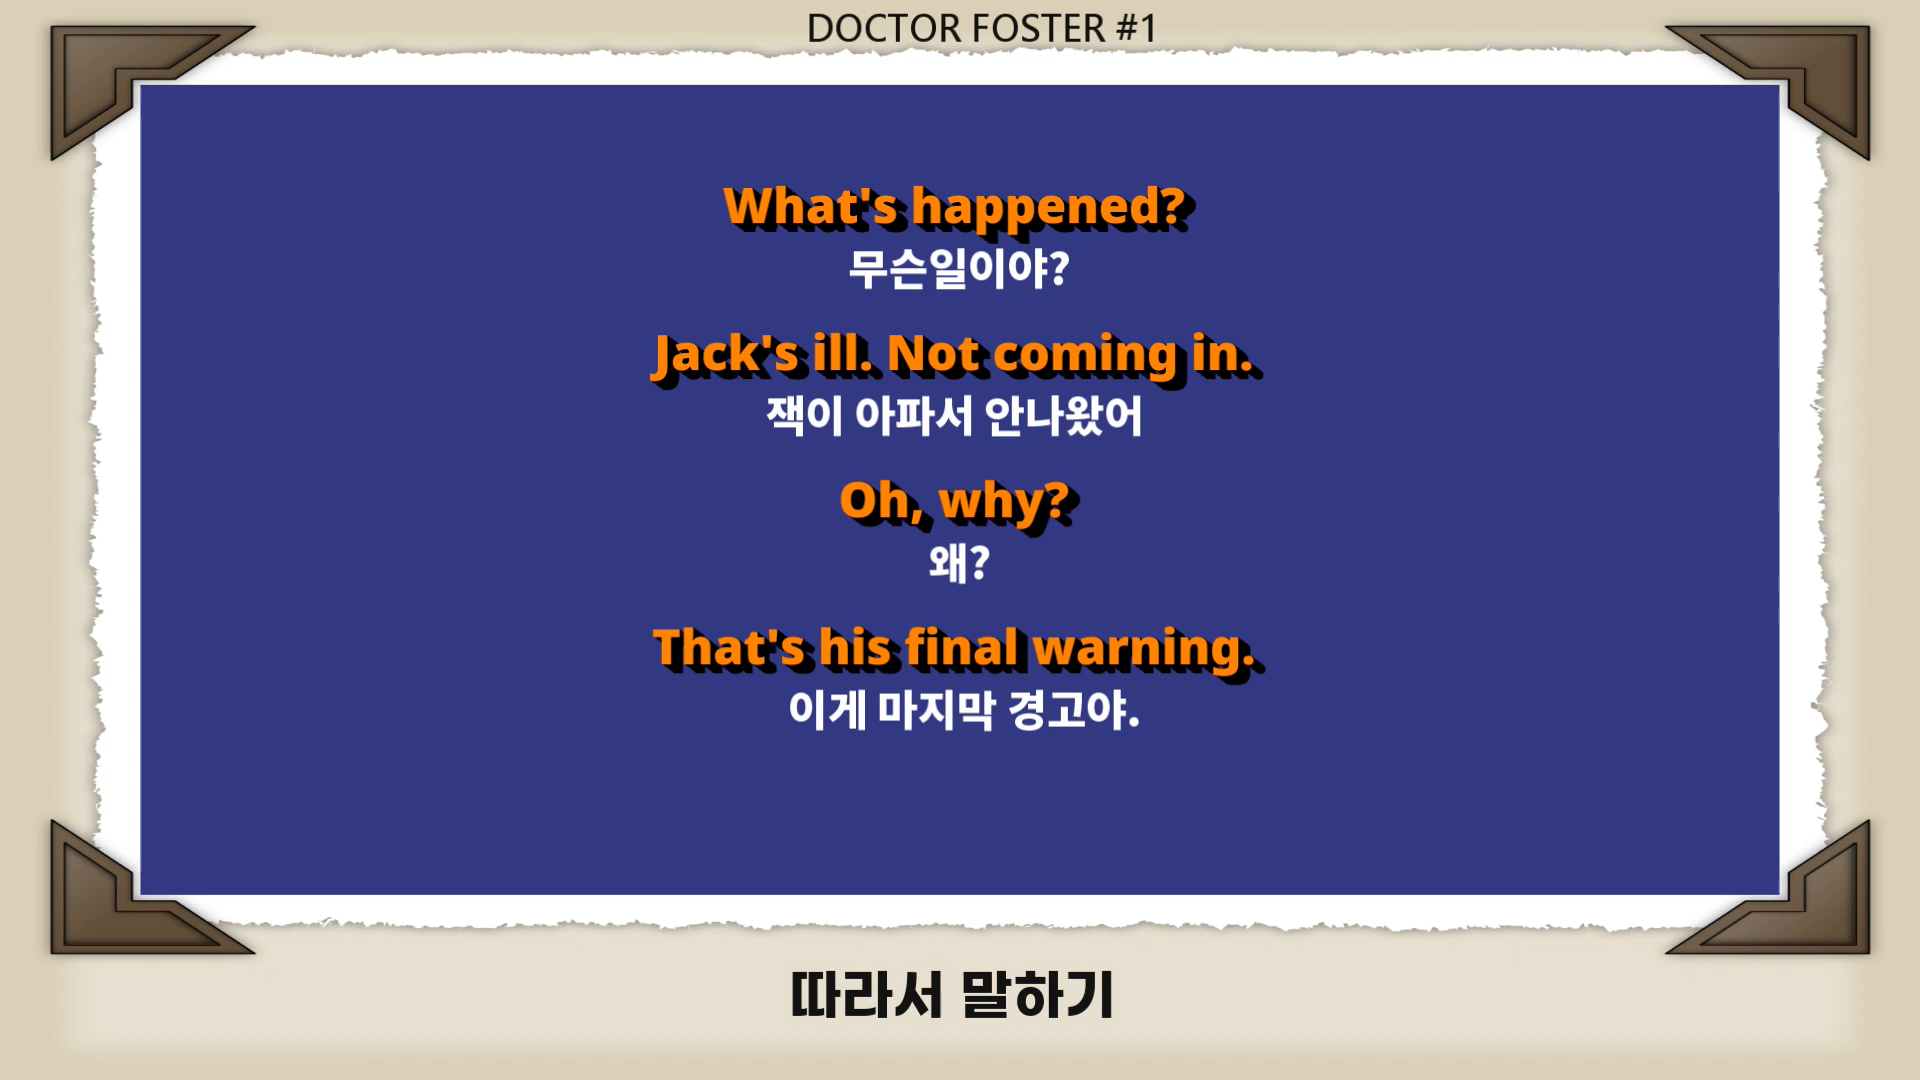 DOCTOR FOSTER #1
What's happened?
무슨일이야?
Jack's ill. Not coming in.
잭이 아파서 안나왔어
Oh, why?
왜?
That's his final warning.
이게 마지막 경고야.
따라서 말하기